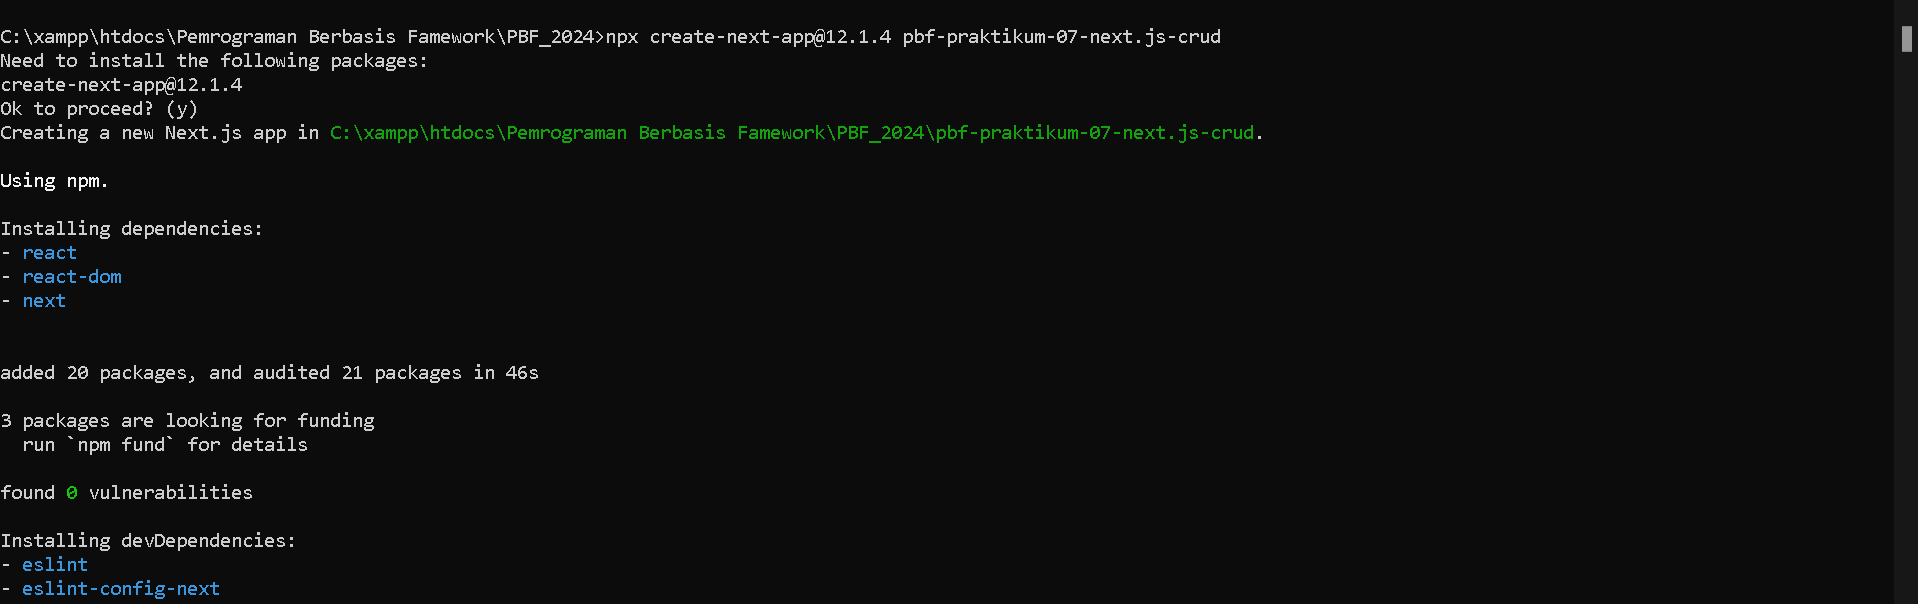 C:\xampp\htdocs\Pemrograman Berbasis Famework\PBF_2024>npx create-next-app@12.1.4 pbf-praktikum-07-next.js-crud
Need to install the following packages:
create-next-app@12.1.4
Ok to proceed? (y)
Creating a new Next.js app in C:\xampp\htdocs\Pemrograman Berbasis Famework\PBF_2024\pbf-praktikum-07-next.js-crud.
Using npm.
Installing dependencies:
- react
- react-dom
- next
added 20 packages, and audited 21 packages in 46s
3 packages are looking for funding
  run `npm fund` for details
found 0 vulnerabilities
Installing devDependencies:
- eslint
- eslint-config-next